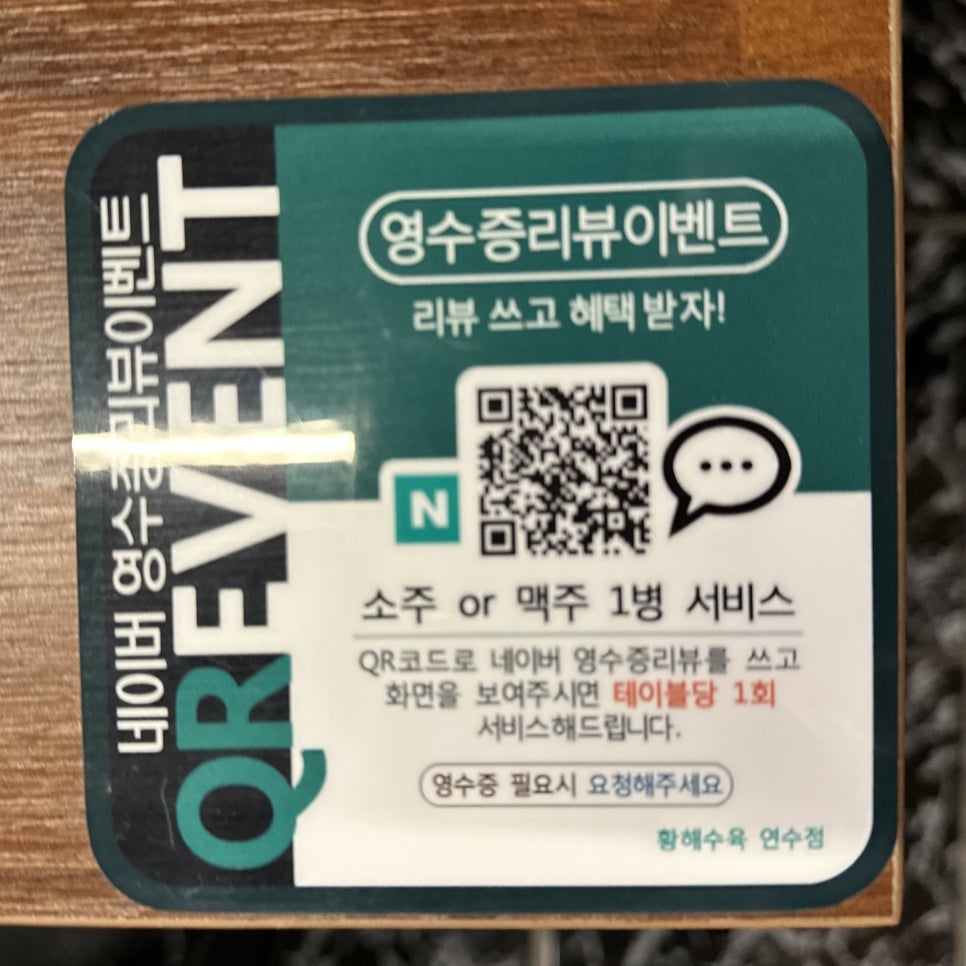 네이버 영수증리뷰이벤트
QREVENT
영수증리뷰이벤트
리뷰 쓰고 혜택받자!
N
소주 or 맥주 1병 서비스
QR코드로 네이버 영수증리뷰를 쓰고
화면을 보여주시면 테이블당 1회
서비스해드립니다.
영수증 필요시 요청해주세요
황해수육 연수점